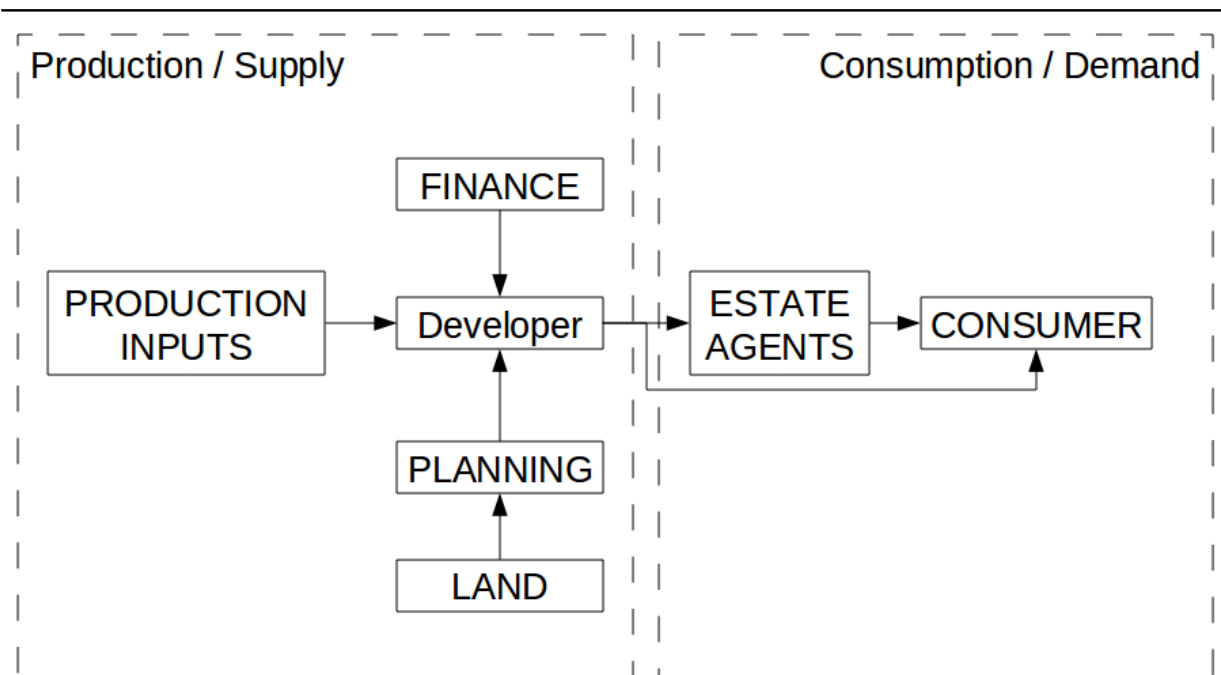 Production / Supply
Consumption / Demand
FINANCE
PRODUCTION
INPUTS
Developer
ESTATE
AGENTS
CONSUMER
PLANNING
LAND